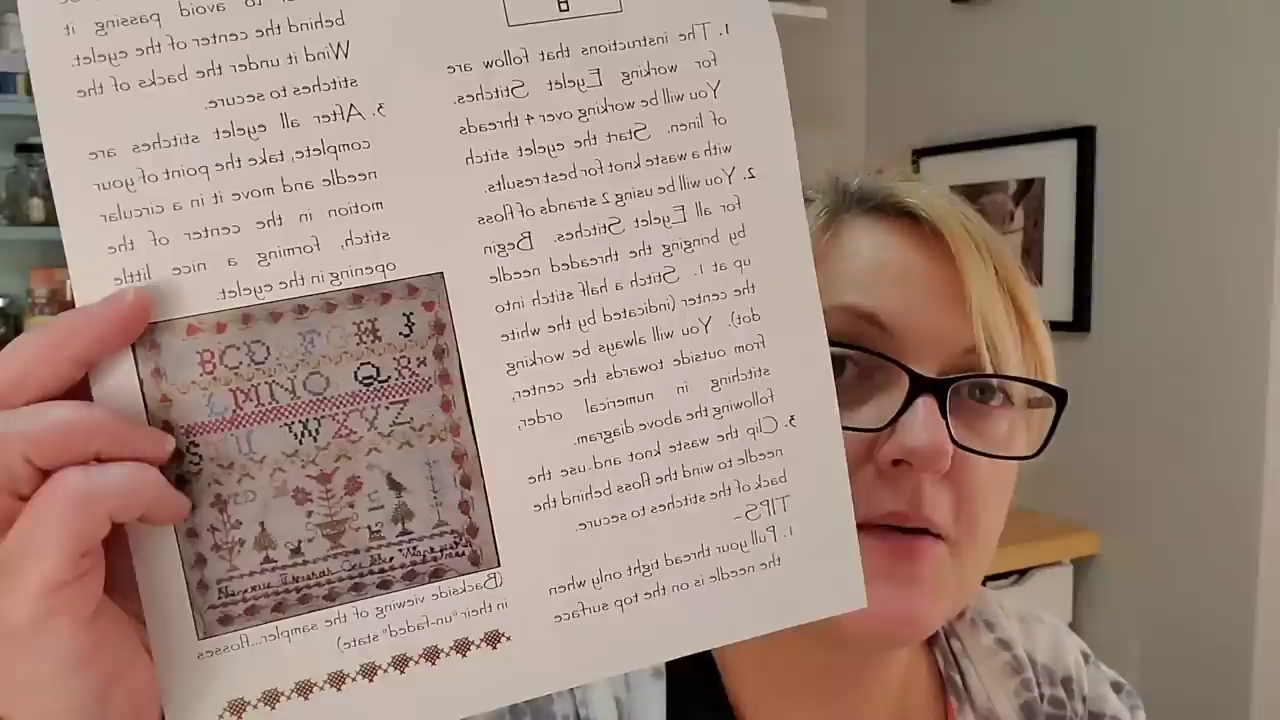 1. The instructions that follow are
for working Eyelet Stitches.
You will be working over 4 threads
of linen. Start the eyelet stitch
with a waste knot for best results.
2. You will be using 2 strands of floss
for all Eyelet Stitches. Begin
by bringing the threaded needle
up at 1. Stitch a half stitch into
the center (indicated by the white
dot). You will always be working
from outside towards the center,
stitching in numerical order,
following the above diagram.
3. Clip the waste knot and use the
needle to wind the floss behind the
back of the stitches to secure.
TIPS-
1. Pull your thread tight only when
the needle is on the top surface
to avoid passing it
behind the center of the eyelet.
Wind it under the backs of the
stitches to secure.
3. After all eyelet stitches are
complete, take the point of your
needle and move it in a circular
motion in the center of the
stitch, forming a nice little
opening in the eyelet.
B C D F G H
M N O Q R
S W X Y Z
(Backside viewing of the sampler...flosses
in their "un-faded" state)